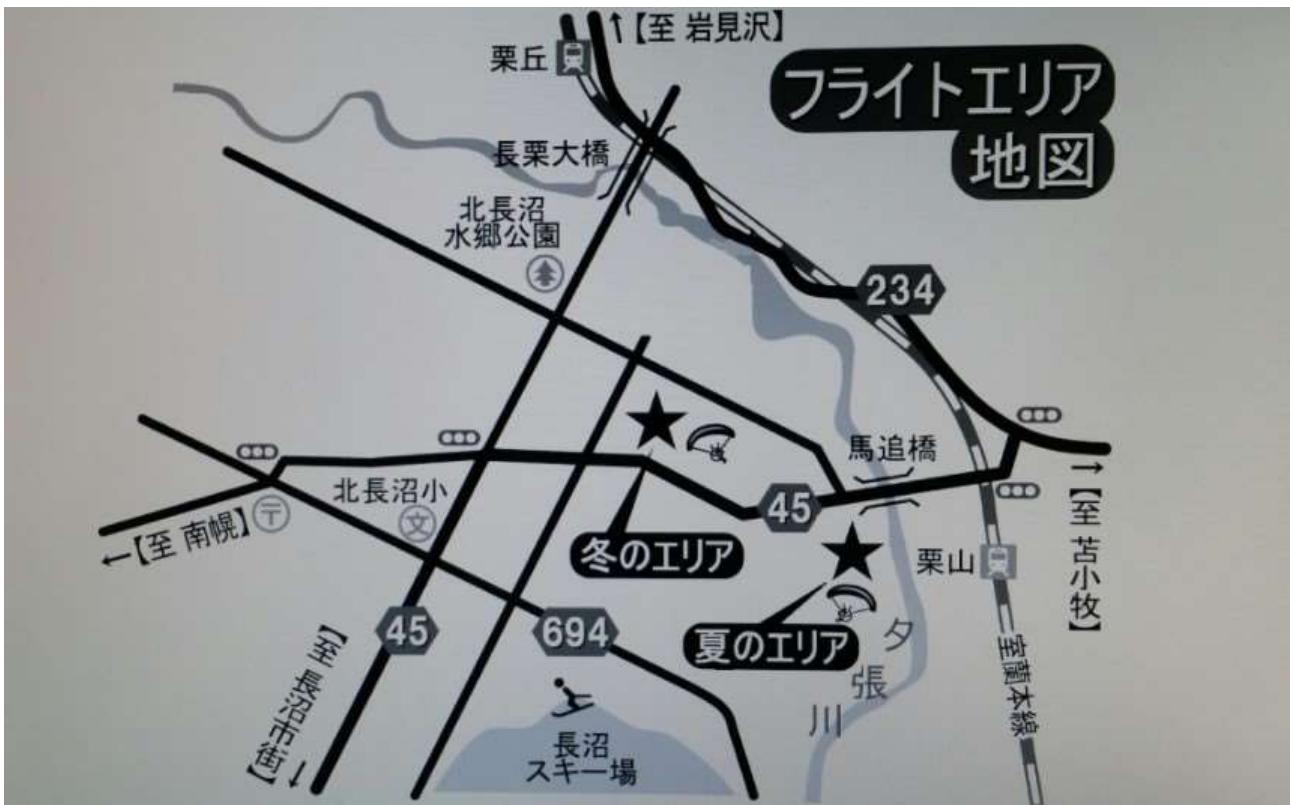 ↑【至 岩見沢】
栗丘
フライトエリア
地図
長栗大橋
北長沼
水郷公園
234
馬追橋
北長沼小
〒
文
45
←【至 南幌】
冬のエリア
栗山
→【至 苫小牧】
45
694
夏のエリア
夕張川
室蘭本線
【至 長沼市街】→
長沼
スキー場